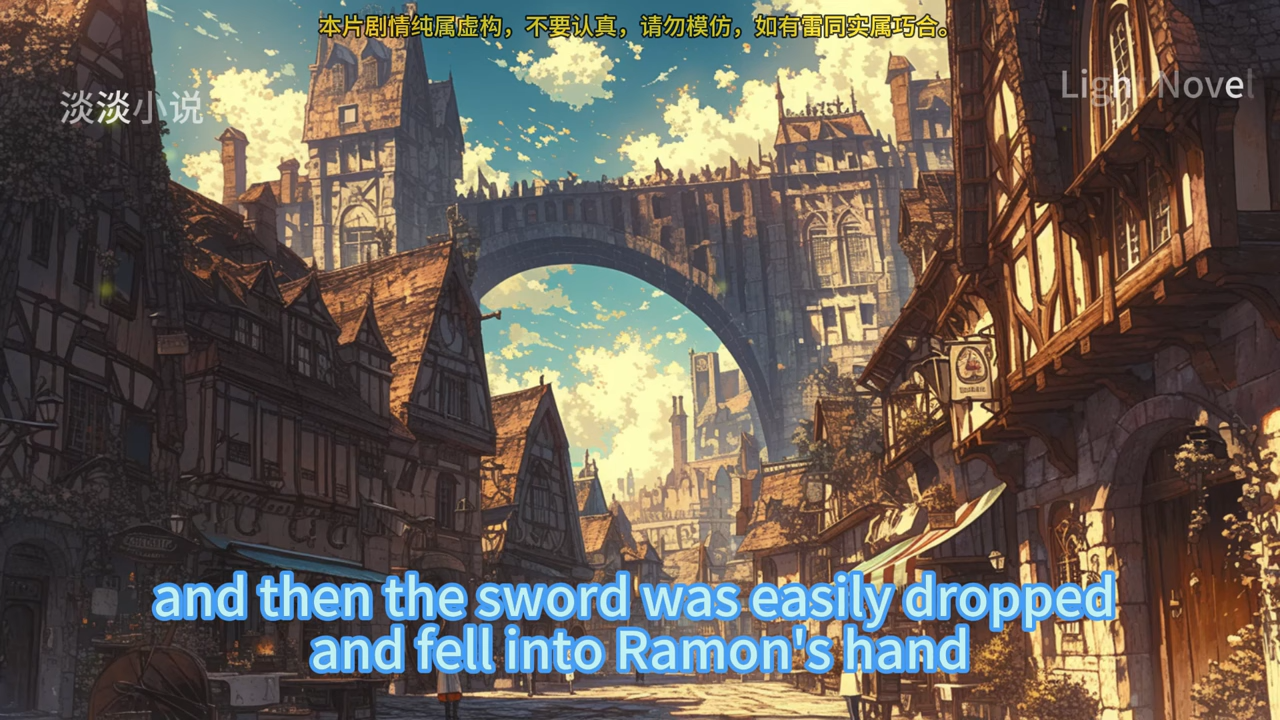 本片剧情纯属虚构，不要认真，请勿模仿，如有雷同实属巧合。
淡淡小说
Light Novel
and then the sword was easily dropped
and fell into Ramon's hand